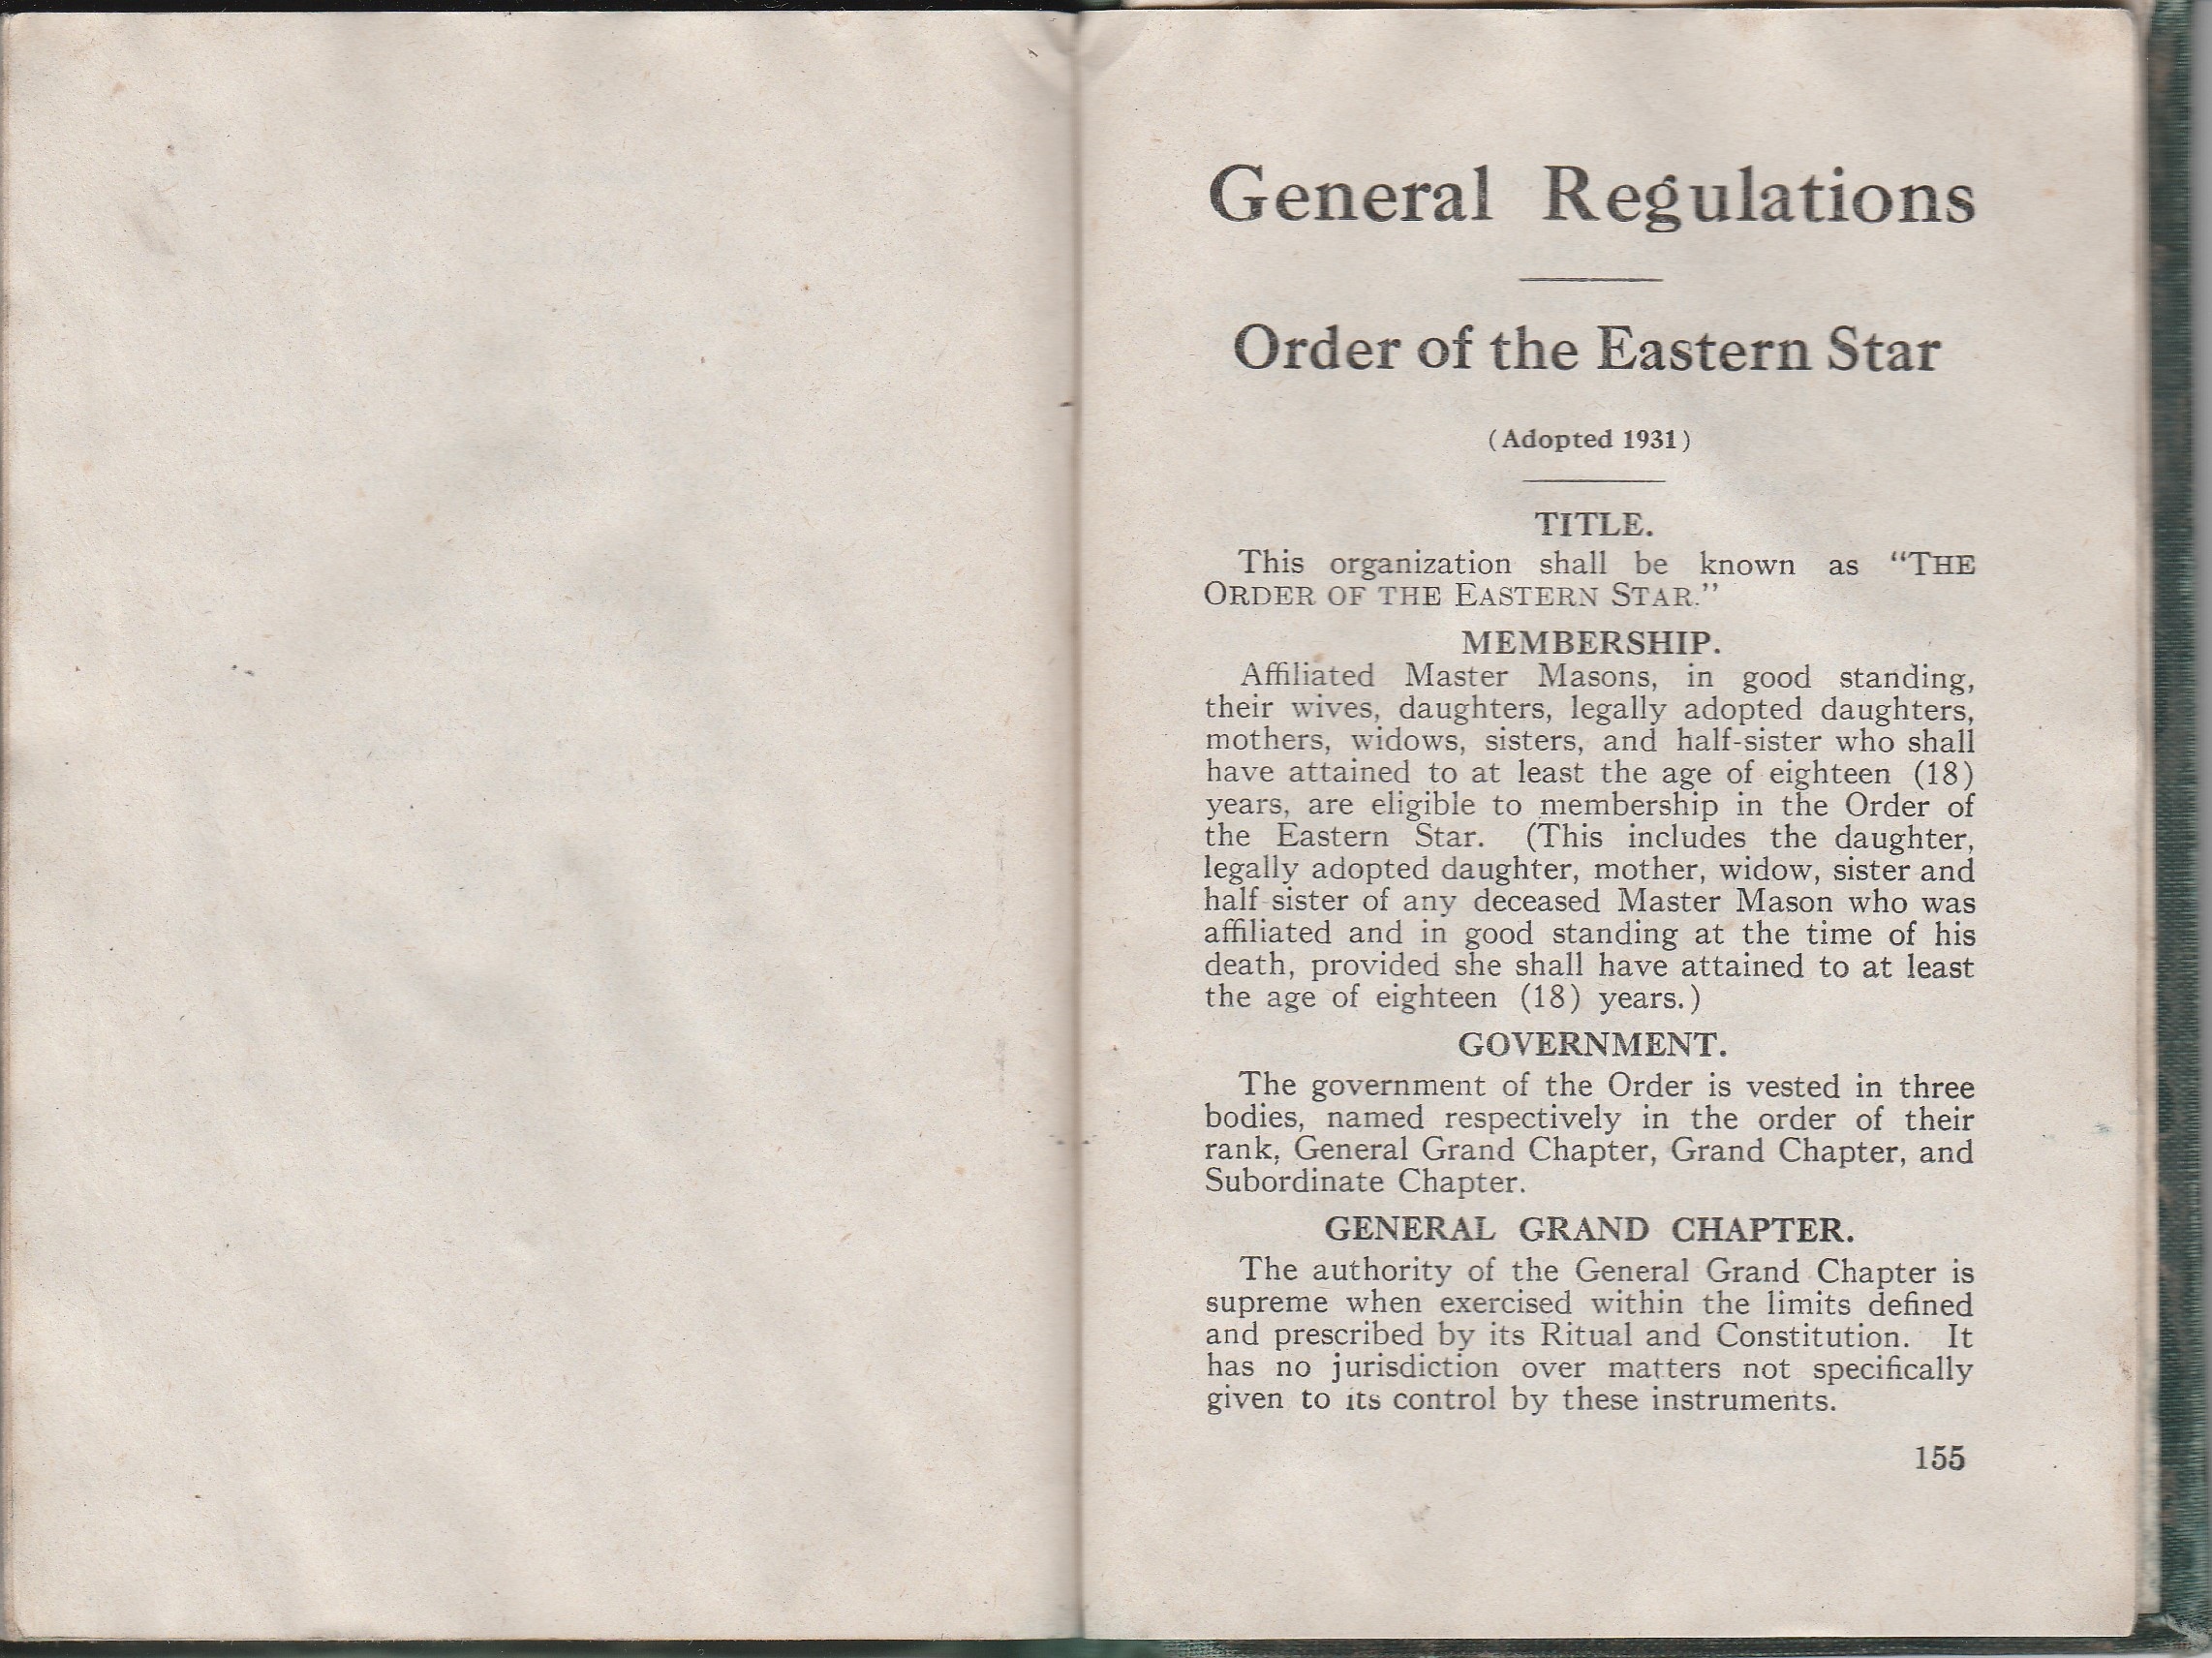 General Regulations
Order of the Eastern Star
(Adopted 1931)
TITLE.
This organization shall be known as “THE
ORDER OF THE EASTERN STAR.”
MEMBERSHIP.
Affiliated Master Masons, in good standing,
their wives, daughters, legally adopted daughters,
mothers, widows, sisters, and half-sister who shall
have attained to at least the age of eighteen (18)
years, are eligible to membership in the Order of
the Eastern Star. (This includes the daughter,
legally adopted daughter, mother, widow, sister and
half-sister of any deceased Master Mason who was
affiliated and in good standing at the time of his
death, provided she shall have attained to at least
the age of eighteen (18) years.)
GOVERNMENT.
The government of the Order is vested in three
bodies, named respectively in the order of their
rank, General Grand Chapter, Grand Chapter, and
Subordinate Chapter.
GENERAL GRAND CHAPTER.
The authority of the General Grand Chapter is
supreme when exercised within the limits defined
and prescribed by its Ritual and Constitution. It
has no jurisdiction over matters not specifically
given to its control by these instruments.
155